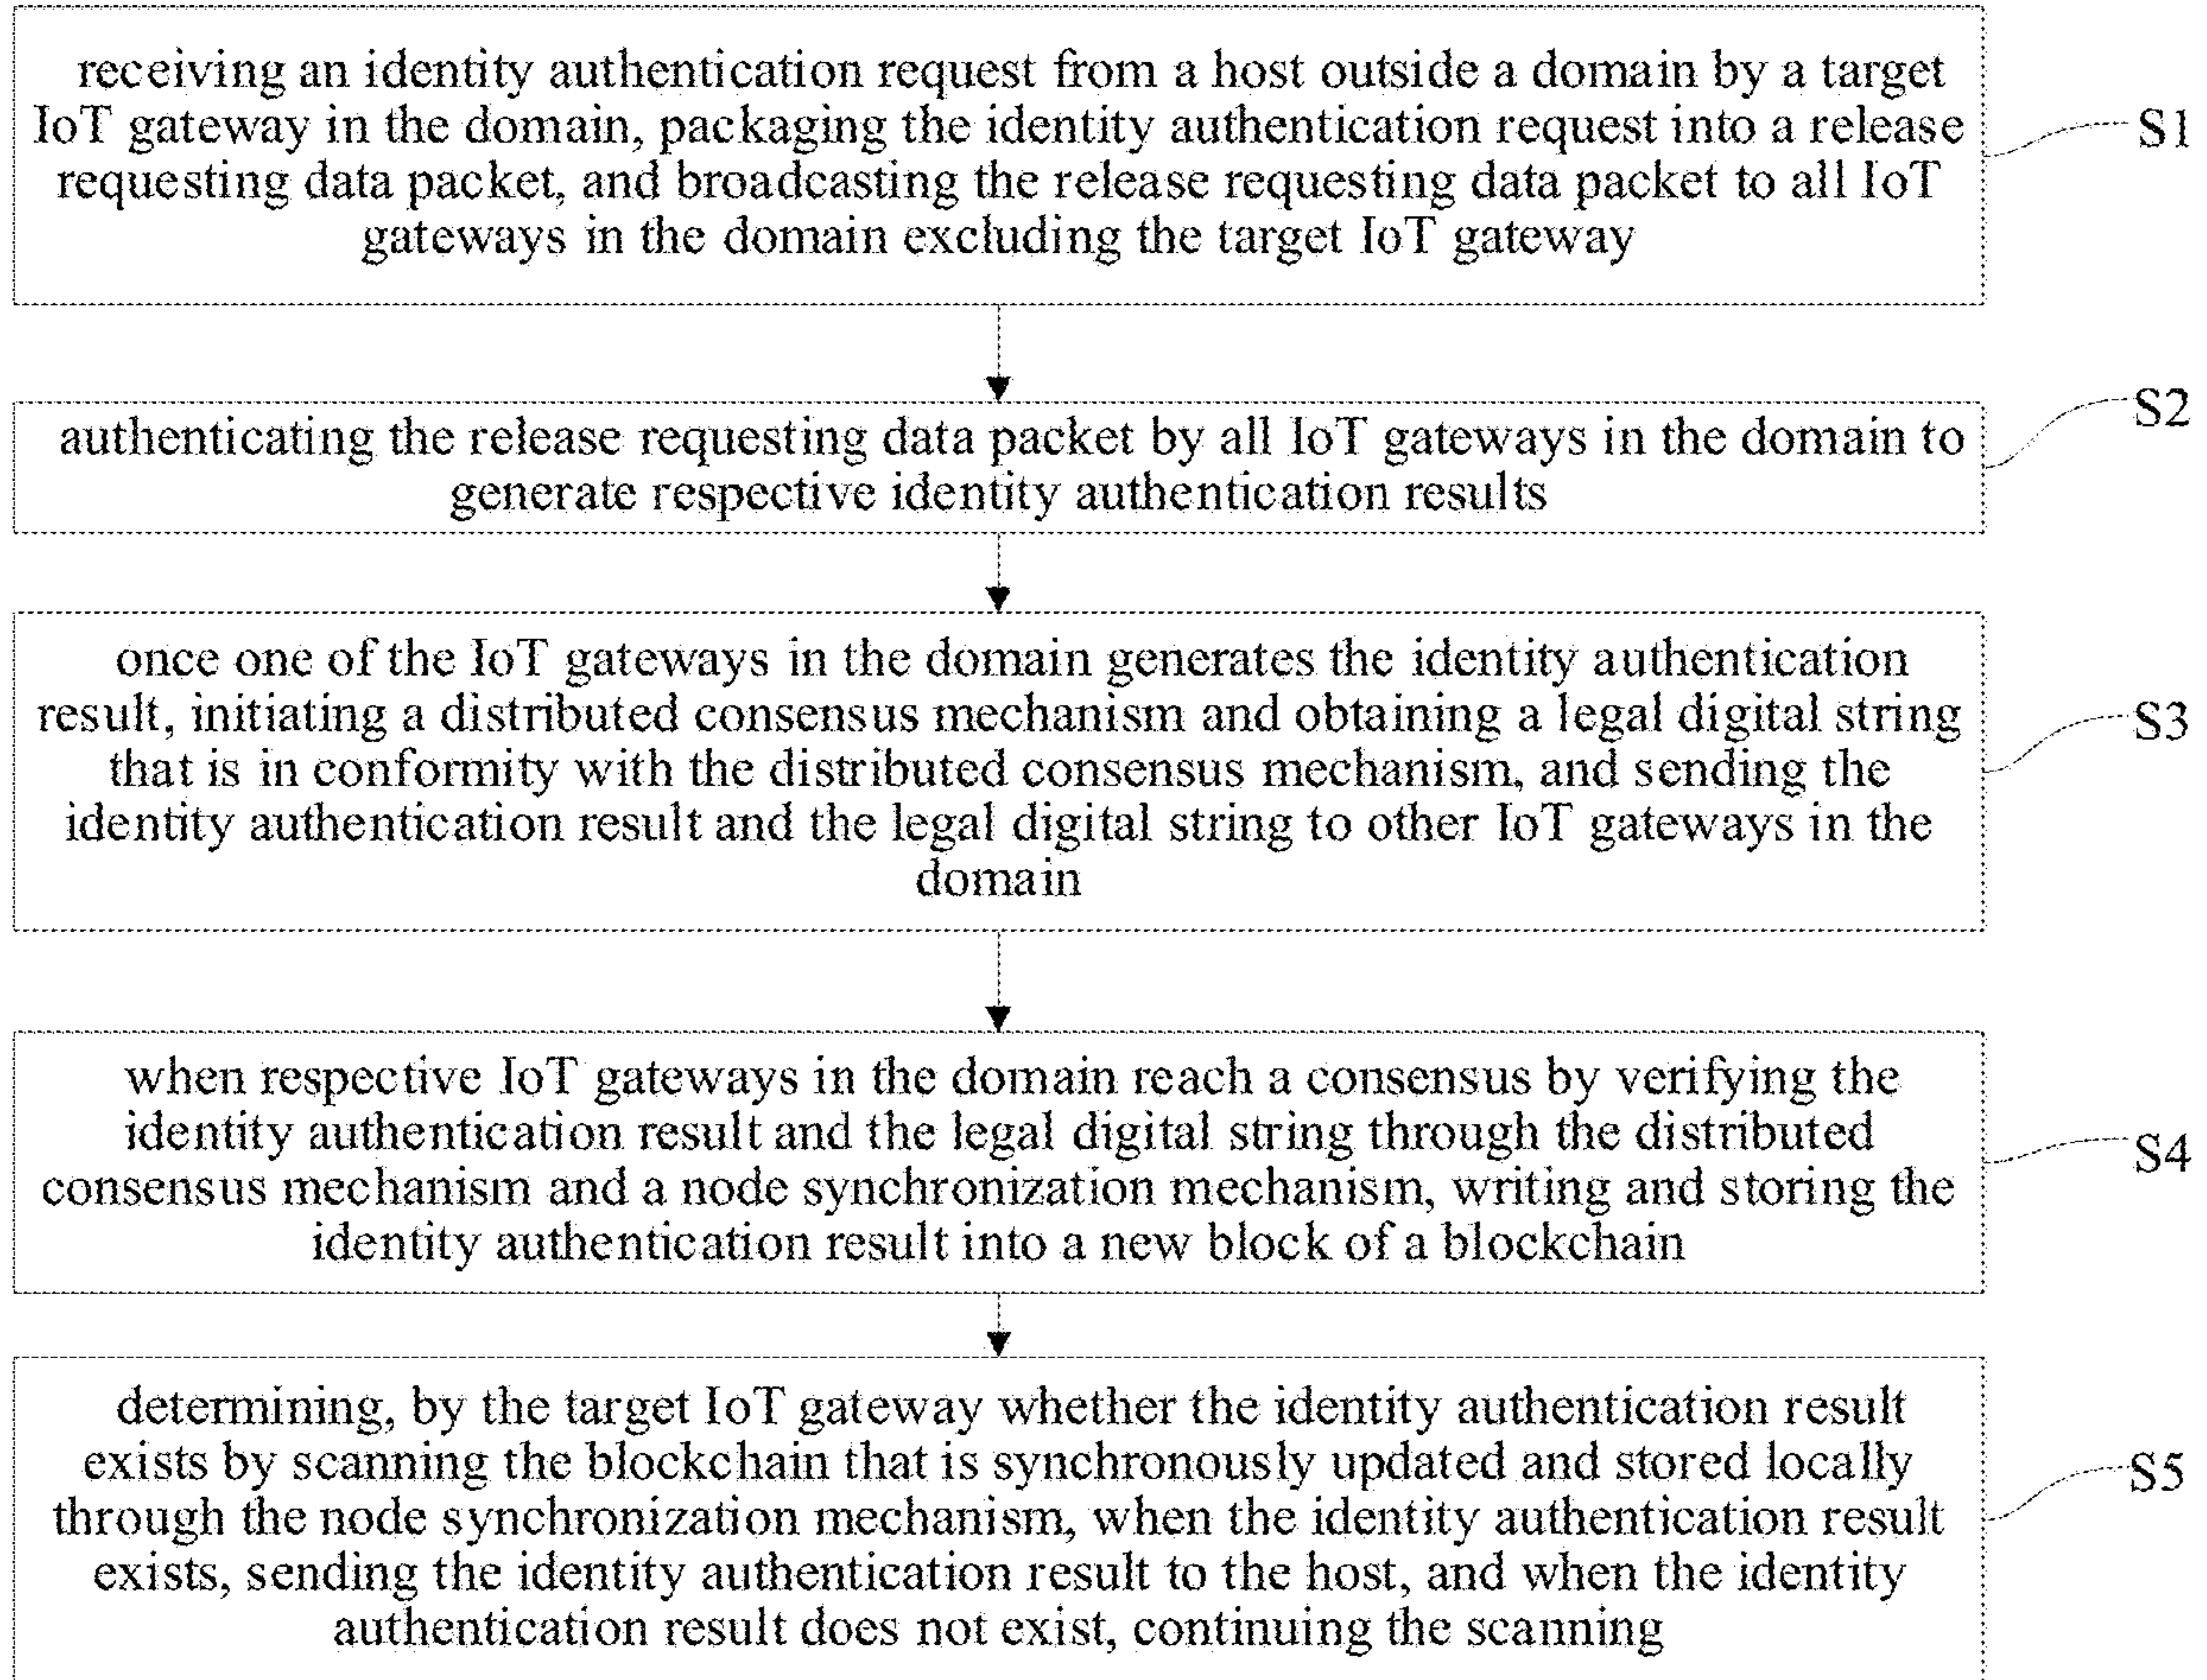 receiving an identity authentication request from a host outside a domain by a target
IoT gateway in the domain, packaging the identity authentication request into a release
requesting data packet, and broadcasting the release requesting data packet to all IoT
gateways in the domain excluding the target IoT gateway
S1
authenticating the release requesting data packet by all IoT gateways in the domain to
generate respective identity authentication results
S2
once one of the IoT gateways in the domain generates the identity authentication
result, initiating a distributed consensus mechanism and obtaining a legal digital string
that is in conformity with the distributed consensus mechanism, and sending the
identity authentication result and the legal digital string to other IoT gateways in the
domain
S3
when respective IoT gateways in the domain reach a consensus by verifying the
identity authentication result and the legal digital string through the distributed
consensus mechanism and a node synchronization mechanism, writing and storing the
identity authentication result into a new block of a blockchain
S4
determining, by the target IoT gateway whether the identity authentication result
exists by scanning the blockchain that is synchronously updated and stored locally
through the node synchronization mechanism, when the identity authentication result
exists, sending the identity authentication result to the host, and when the identity
authentication result does not exist, continuing the scanning
S5